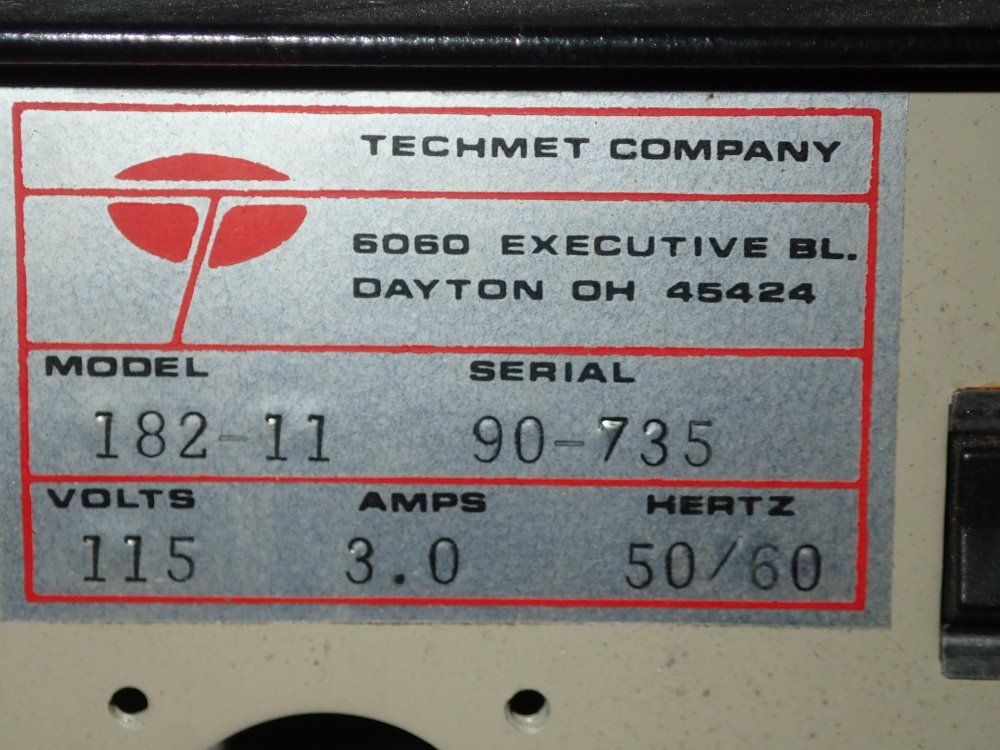 TECHMET COMPANY
6060 EXECUTIVE BL.
DAYTON OH 45424
MODEL SERIAL
182-11 90-735
VOLTS AMPS HERTZ
115 3.0 50/60